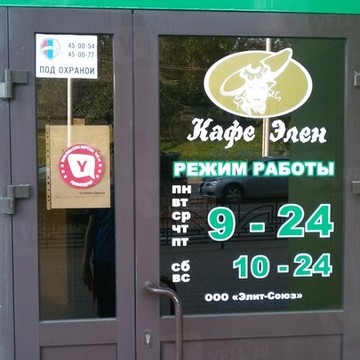 45-00-54
45-00-77
ПОД ОХРАНОЙ
Y
Кафе Элен
РЕЖИМ РАБОТЫ
пн
вт
ср
чт
пт
9 - 24
сб
вс
10 - 24
ООО «Элит-Союз»